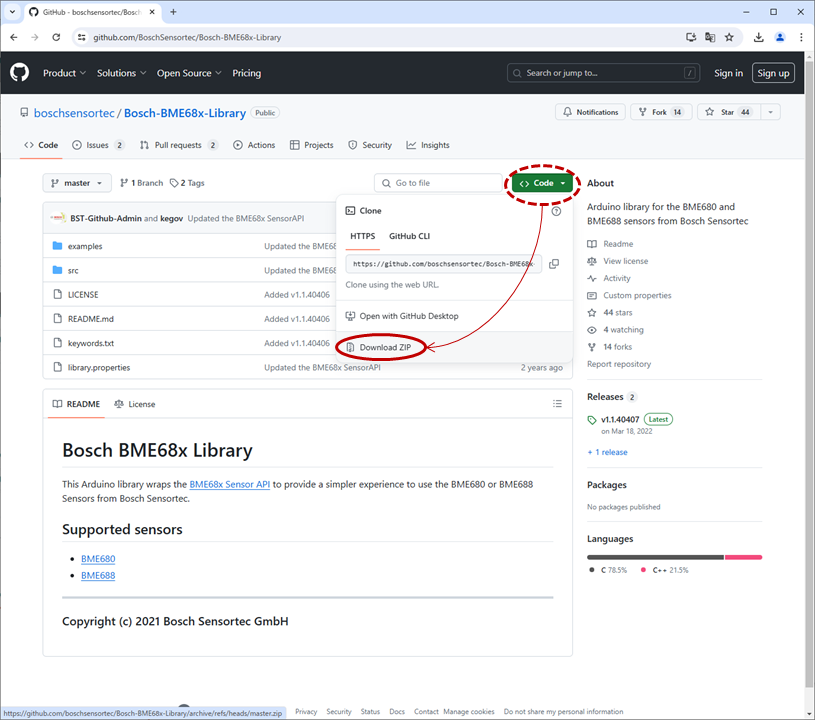 GitHub - boschsensortec/Bosch
github.com/BoschSensortec/Bosch-BME68x-Library
Product Solutions Open Source Pricing
Search or jump to... /
Sign in Sign up
boschsensortec / Bosch-BME68x-Library Public
Notifications Fork 14 Star 44
Code Issues 2 Pull requests 2 Actions Projects Security Insights
master 1 Branch 2 Tags
Go to file
Code
BST-Github-Admin and kegov Updated the BME68x SensorAPI
examples Updated the BME68
src Updated the BME68
LICENSE Added v1.1.40406
README.md Added v1.1.40406
keywords.txt Added v1.1.40406
library.properties Updated the BME68x SensorAPI 2 years ago
Clone
HTTPS GitHub CLI
https://github.com/boschsensortec/Bosch-BME68x
Clone using the web URL.
Open with GitHub Desktop
Download ZIP
README License
Bosch BME68x Library
This Arduino library wraps the BME68x Sensor API to provide a simpler experience to use the BME680 or BME688
Sensors from Bosch Sensortec.
Supported sensors
BME680
BME688
Copyright (c) 2021 Bosch Sensortec GmbH
About
Arduino library for the BME680 and
BME688 sensors from Bosch Sensortec
Readme
View license
Activity
Custom properties
44 stars
4 watching
14 forks
Report repository
Releases 2
v1.1.40407 Latest
on Mar 18, 2022
+ 1 release
Packages
No packages published
Languages
C 78.5% C++ 21.5%
https://github.com/boschsensortec/Bosch-BME68x-Library/archive/refs/heads/master.zip
Privacy Security Status Docs Contact Manage cookies Do not share my personal information